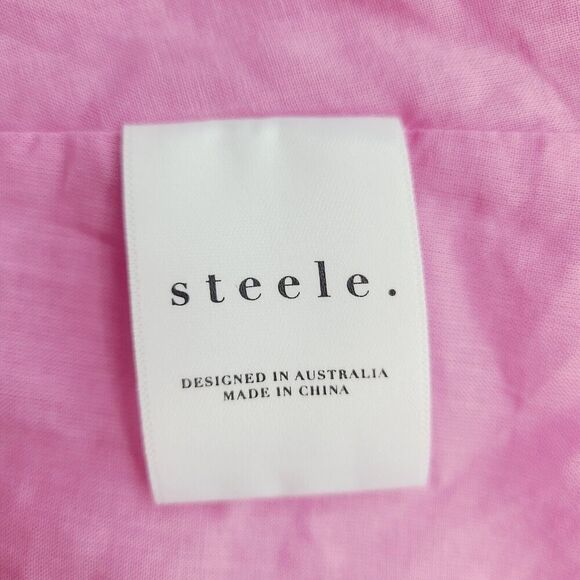 steele.
DESIGNED IN AUSTRALIA
MADE IN CHINA